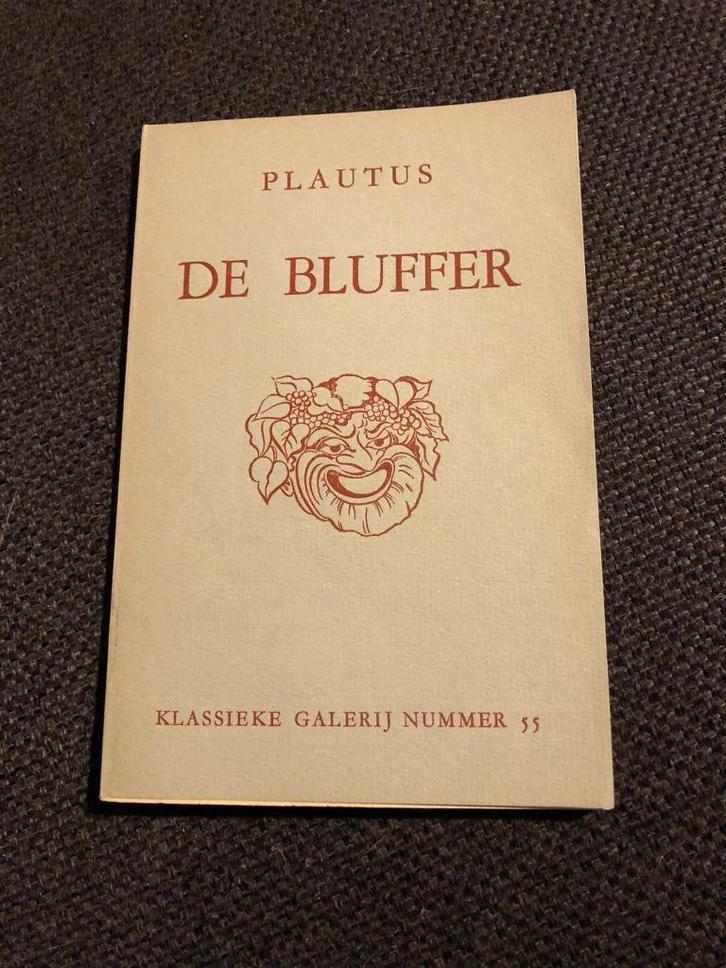 PLAUTUS
DE BLUFFER
KLASSIEKE GALERIJ NUMMER 55